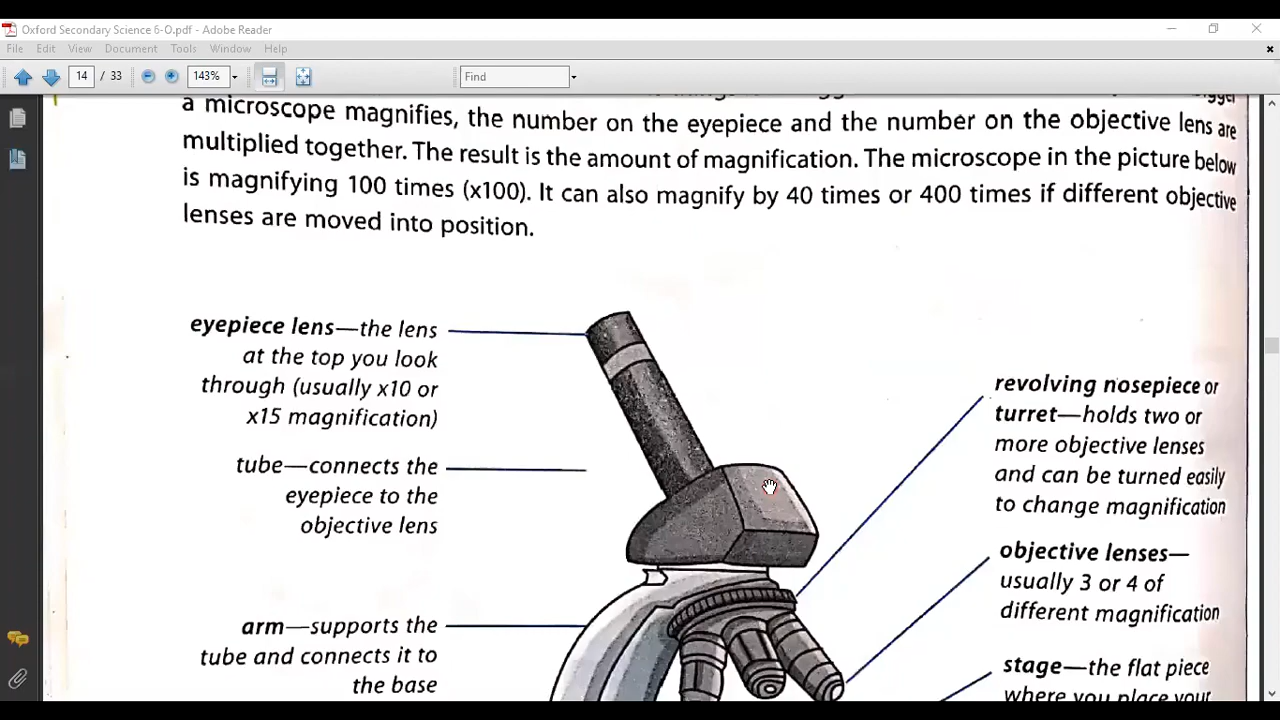 Oxford Secondary Science 6-O.pdf - Adobe Reader
File Edit View Document Tools Window Help
14 / 33 143% Find
bigger
a microscope magnifies, the number on the eyepiece and the number on the objective lens are
multiplied together. The result is the amount of magnification. The microscope in the picture below
is magnifying 100 times (x100). It can also magnify by 40 times or 400 times if different objective
lenses are moved into position.
eyepiece lens—the lens
at the top you look
through (usually x10 or
x15 magnification)
tube—connects the
eyepiece to the
objective lens
arm—supports the
tube and connects it to
the base
revolving nosepiece or
turret—holds two or
more objective lenses
and can be turned easily
to change magnification
objective lenses—
usually 3 or 4 of
different magnification
stage—the flat piece
where you place your